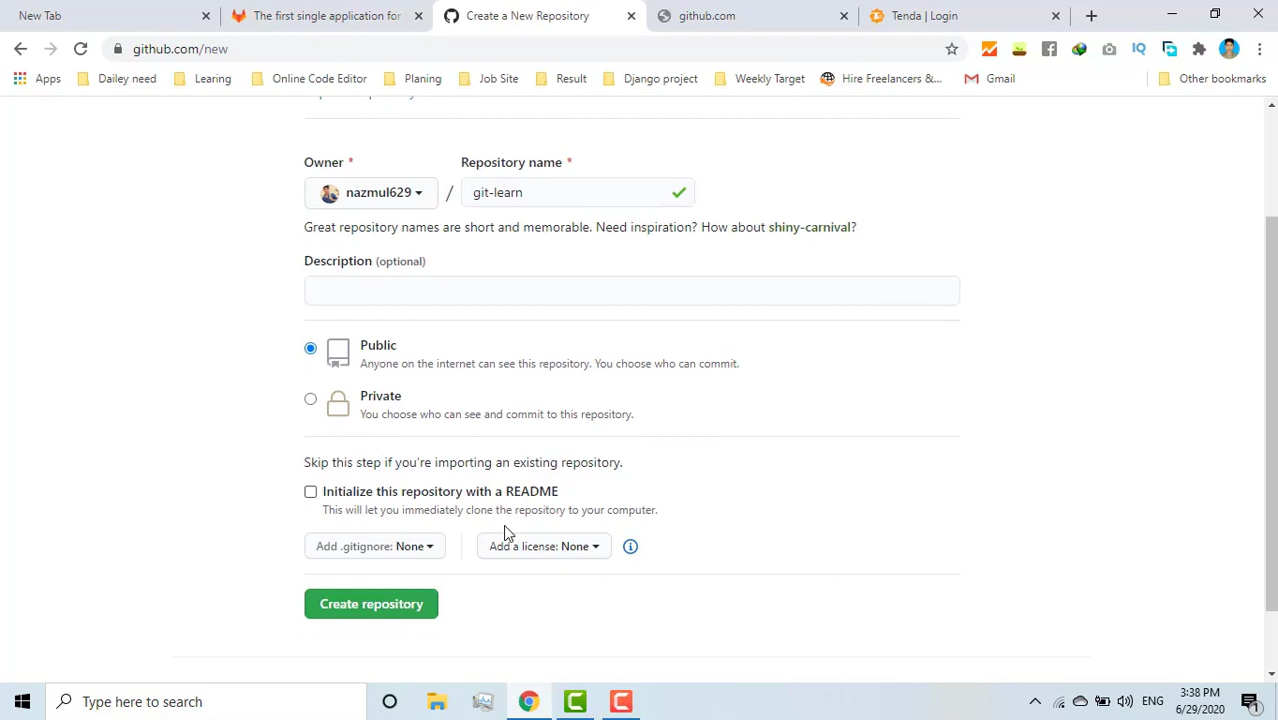 New Tab
The first single application for
Create a New Repository
github.com
Tenda | Login
github.com/new
IQ
Apps
Dailey need
Learing
Online Code Editor
Planing
Job Site
Result
Django project
Weekly Target
Hire Freelancers &...
Gmail
Other bookmarks
Owner *
Repository name *
nazmul629
/
git-learn
Great repository names are short and memorable. Need inspiration? How about shiny-carnival?
Description (optional)
Public
Anyone on the internet can see this repository. You choose who can commit.
Private
You choose who can see and commit to this repository.
Skip this step if you're importing an existing repository.
Initialize this repository with a README
This will let you immediately clone the repository to your computer.
Add .gitignore: None
Add a license: None
Create repository
Type here to search
ENG
3:38 PM
6/29/2020
1